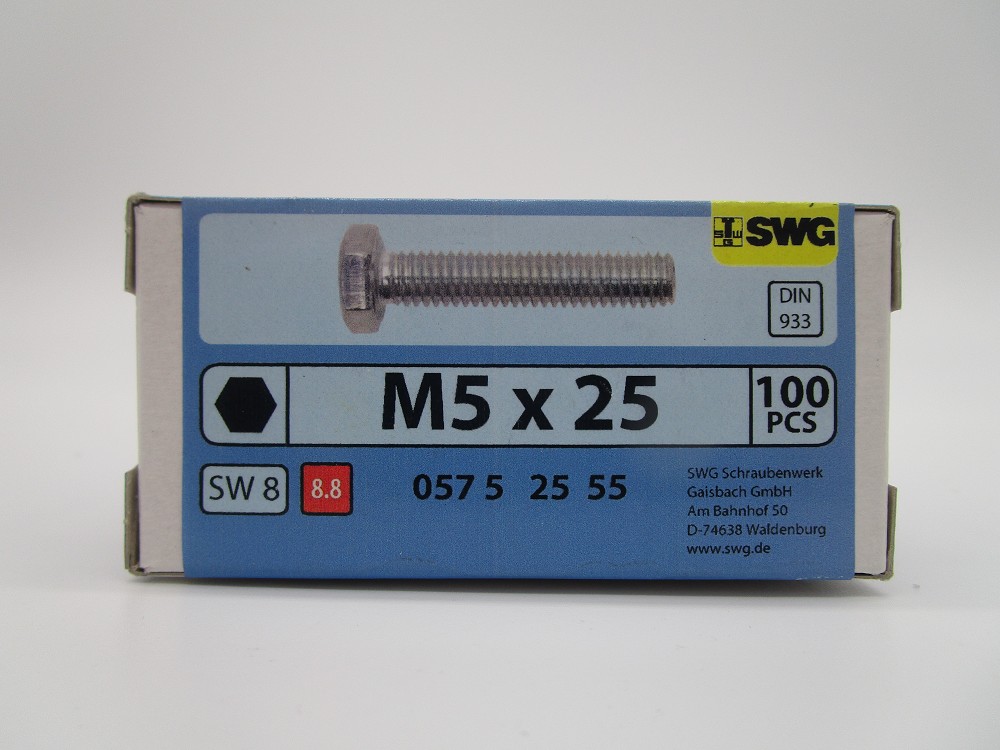 SWG
DIN
933
M5 x 25
100
PCS
SW 8
8.8
057 5 25 55
SWG Schraubenwerk
Gaisbach GmbH
Am Bahnhof 50
D-74638 Waldenburg
www.swg.de